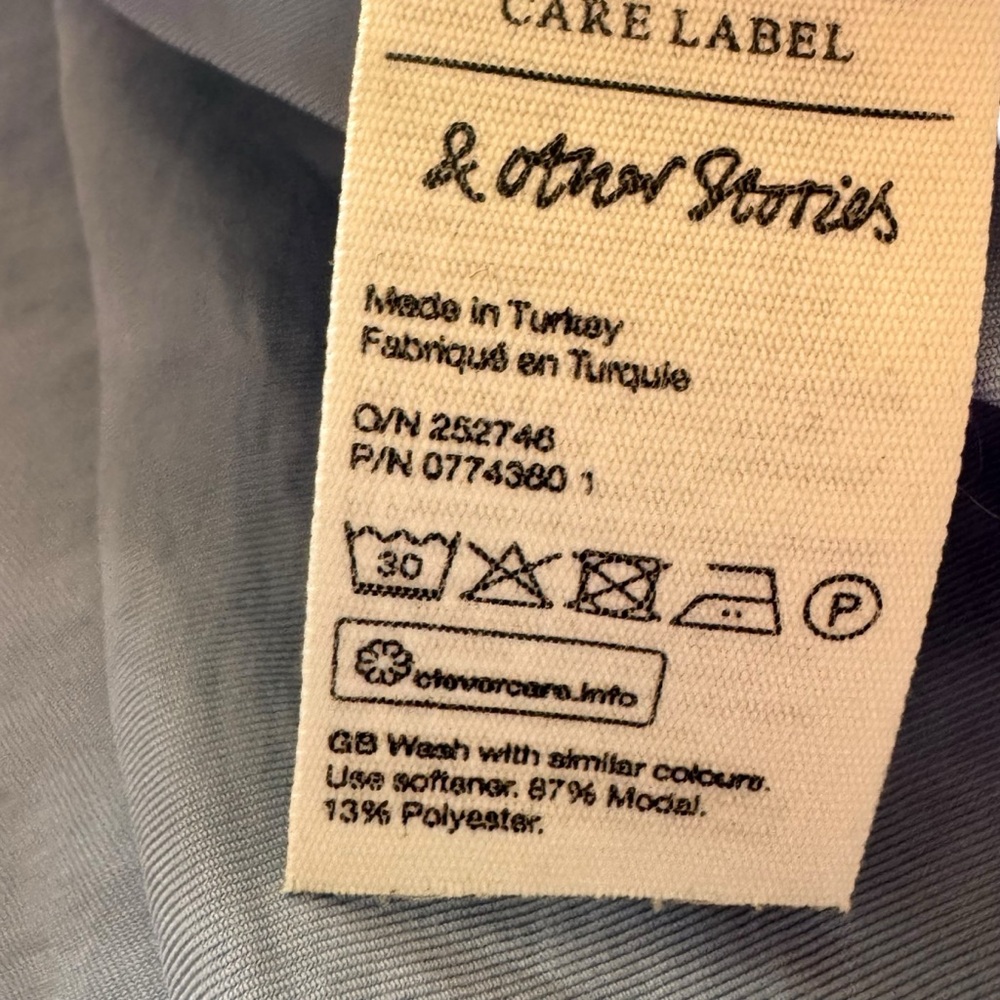 CARE LABEL
& other Stories
Made in Turkey
Fabriqué en Turquie
O/N 252746
P/N 0774380 1
30
P
clevercare.info
GB Wash with similar colours.
Use softener. 87% Modal.
13% Polyester.